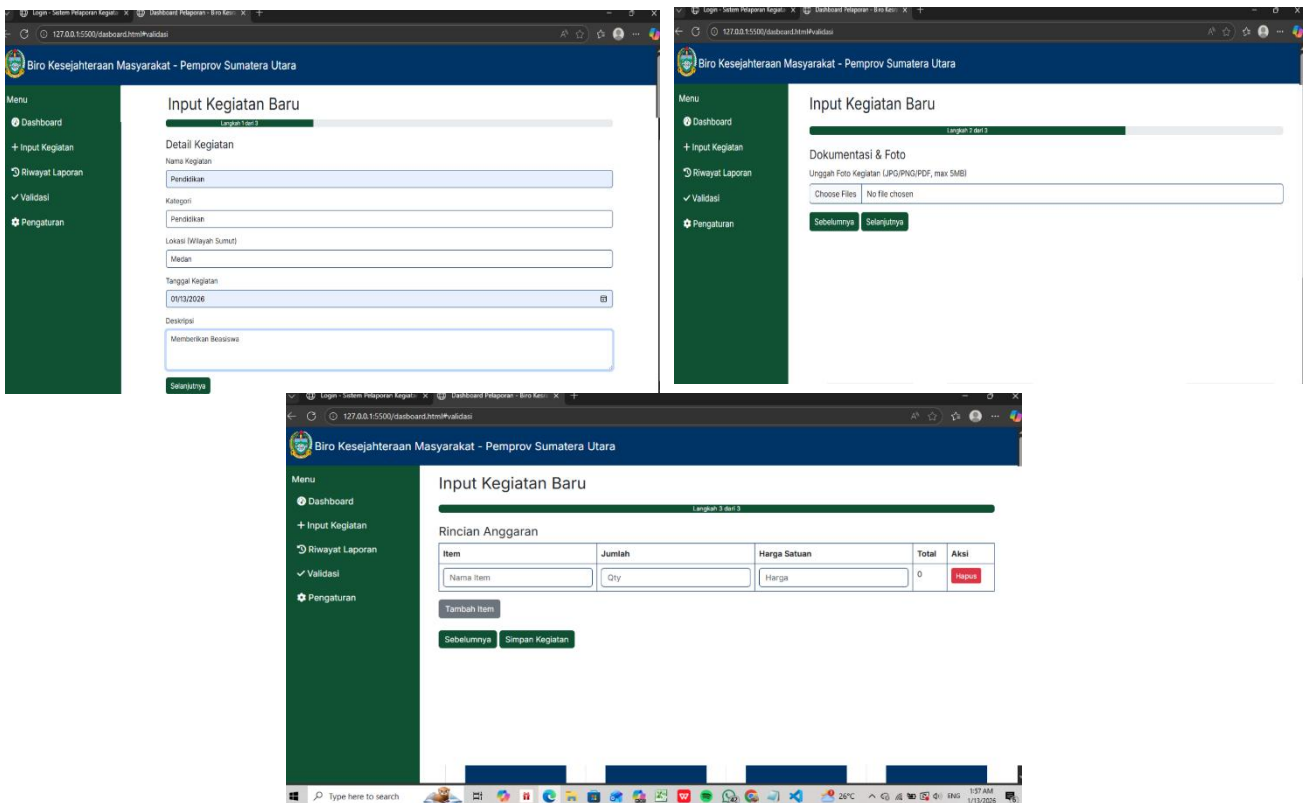 Login - Sistem Pelaporan Kegiat
Dashboard Pelaporan - Biro Kes
127.0.0.1:5500/dasboard.html#validasi
Biro Kesejahteraan Masyarakat - Pemprov Sumatera Utara
Menu
Dashboard
+ Input Kegiatan
Riwayat Laporan
Validasi
Pengaturan
Input Kegiatan Baru
Langkah 1 dari 3
Detail Kegiatan
Nama Kegiatan
Pendidikan
Kategori
Pendidikan
Lokasi (Wilayah Sumut)
Medan
Tanggal Kegiatan
01/13/2026
Deskripsi
Memberikan Beasiswa
Selanjutnya
Login - Sistem Pelaporan Kegiat
Dashboard Pelaporan - Biro Kes
127.0.0.1:5500/dasboard.html#validasi
Biro Kesejahteraan Masyarakat - Pemprov Sumatera Utara
Menu
Dashboard
+ Input Kegiatan
Riwayat Laporan
Validasi
Pengaturan
Input Kegiatan Baru
Langkah 2 dari 3
Dokumentasi & Foto
Unggah Foto Kegiatan (JPG/PNG/PDF, max 5MB)
Choose Files No file chosen
Sebelumnya Selanjutnya
Login - Sistem Pelaporan Kegiat
Dashboard Pelaporan - Biro Kes
127.0.0.1:5500/dasboard.html#validasi
Biro Kesejahteraan Masyarakat - Pemprov Sumatera Utara
Menu
Dashboard
+ Input Kegiatan
Riwayat Laporan
Validasi
Pengaturan
Input Kegiatan Baru
Langkah 3 dari 3
Rincian Anggaran
Item Jumlah Harga Satuan Total Aksi
Nama Item Qty Harga 0 Hapus
Tambah Item
Sebelumnya Simpan Kegiatan
Type here to search
26°C
ENG
1:57 AM
1/13/2026